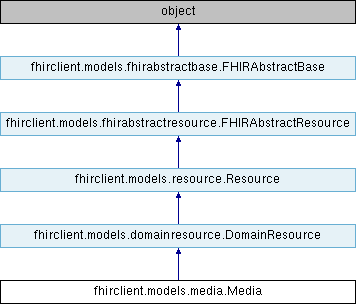 object
fhirclient.models.fhirabstractbase.FHIRAbstractBase
fhirclient.models.fhirabstractresource.FHIRAbstractResource
fhirclient.models.resource.Resource
fhirclient.models.domainresource.DomainResource
fhirclient.models.media.Media